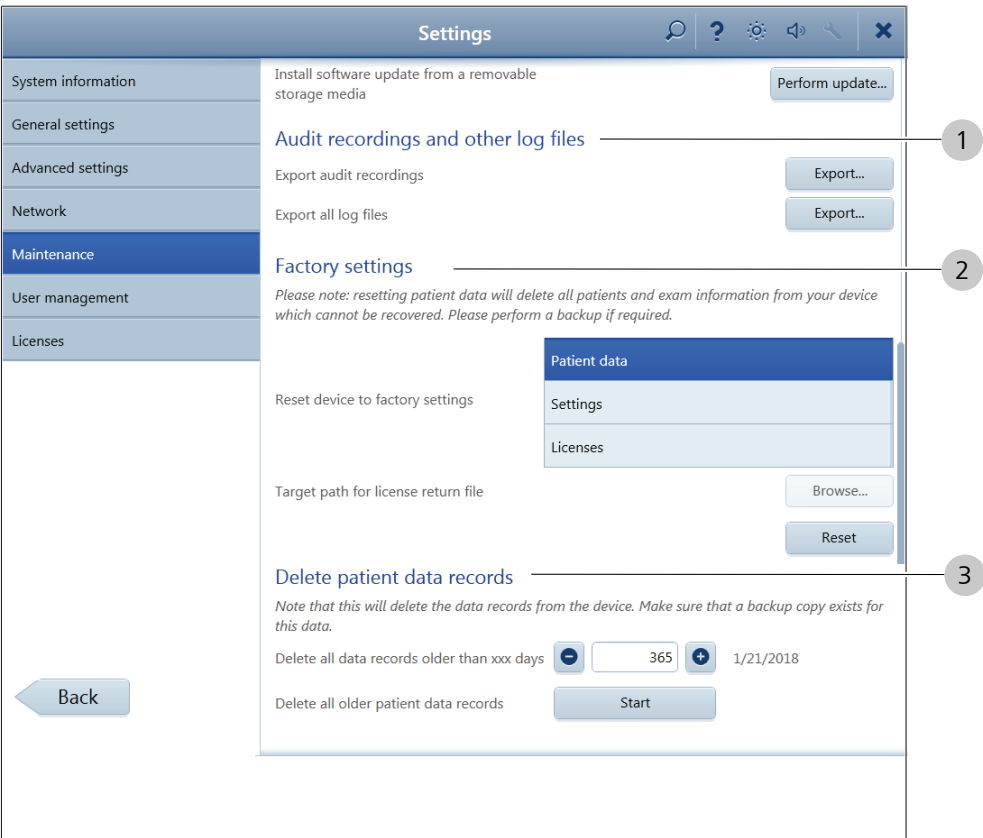 Settings
?
System information
General settings
Advanced settings
Network
Maintenance
User management
Licenses
Back
Install software update from a removable
storage media
Perform update...
Audit recordings and other log files
1
Export audit recordings
Export...
Export all log files
Export...
Factory settings
2
Please note: resetting patient data will delete all patients and exam information from your device
which cannot be recovered. Please perform a backup if required.
Reset device to factory settings
Patient data
Settings
Licenses
Target path for license return file
Browse...
Reset
Delete patient data records
3
Note that this will delete the data records from the device. Make sure that a backup copy exists for
this data.
Delete all data records older than xxx days
365
1/21/2018
Delete all older patient data records
Start